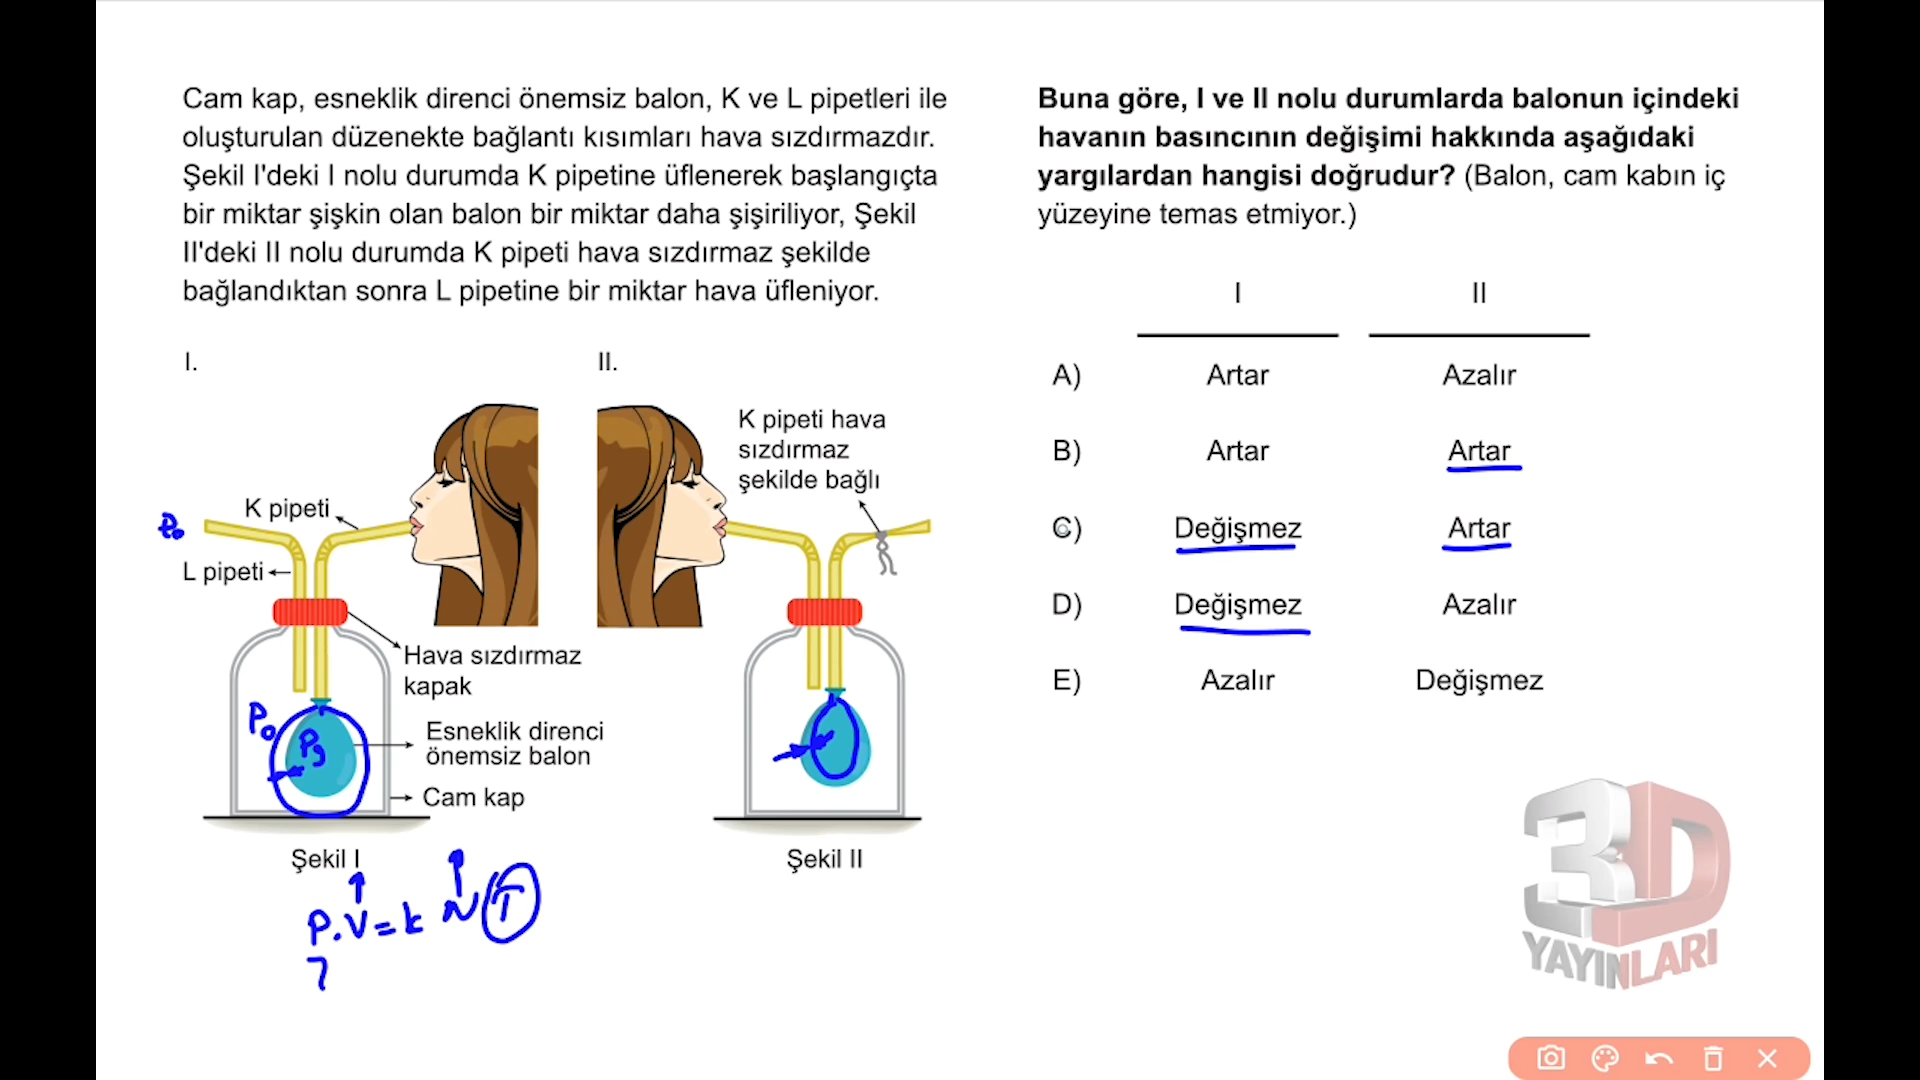 Cam kap, esneklik direnci önemsiz balon, K ve L pipetleri ile
oluşturulan düzenekte bağlantı kısımları hava sızdırmazdır.
Şekil I'deki I nolu durumda K pipetine üflenerek başlangıçta
bir miktar şişkin olan balon bir miktar daha şişiriliyor, Şekil
II'deki II nolu durumda K pipeti hava sızdırmaz şekilde
bağlandıktan sonra L pipetine bir miktar hava üfleniyor.
I.
K pipeti
P₀
L pipeti
Hava sızdırmaz
kapak
P₀
Pg
Esneklik direnci
önemsiz balon
Cam kap
Şekil I
P.V=k N T
II.
K pipeti hava
sızdırmaz
şekilde bağlı
Şekil II
Buna göre, I ve II nolu durumlarda balonun içindeki
havanın basıncının değişimi hakkında aşağıdaki
yargılardan hangisi doğrudur? (Balon, cam kabın iç
yüzeyine temas etmiyor.)
I II
A) Artar Azalır
B) Artar Artar
C) Değişmez Artar
D) Değişmez Azalır
E) Azalır Değişmez
3D
YAYINLARI